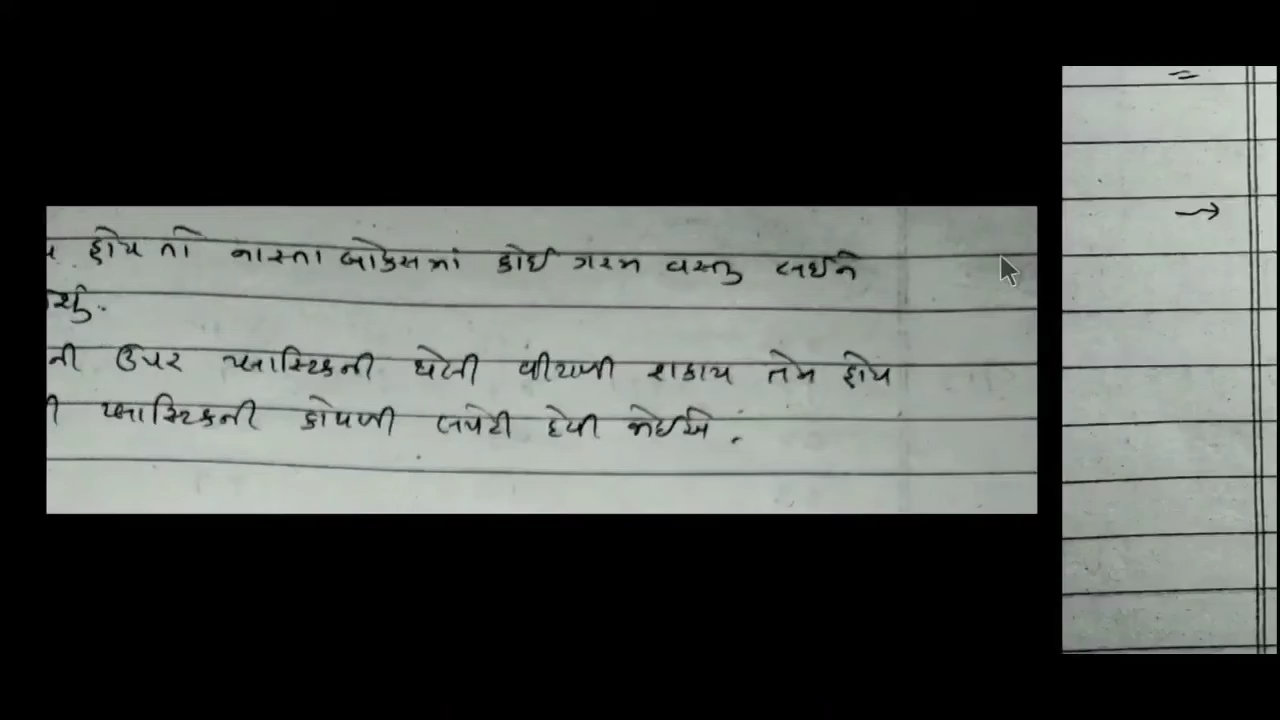 હોય તો નાસ્તા બોક્સમાં કોઈ ગરમ વસ્તુ લઈને
ની ઉપર પ્લાસ્ટિકની થેલી વીંટાળી શકાય તેમ હોય
પ્લાસ્ટિકની કોથળી લપેટી દેવી જોઈએ.
=
→